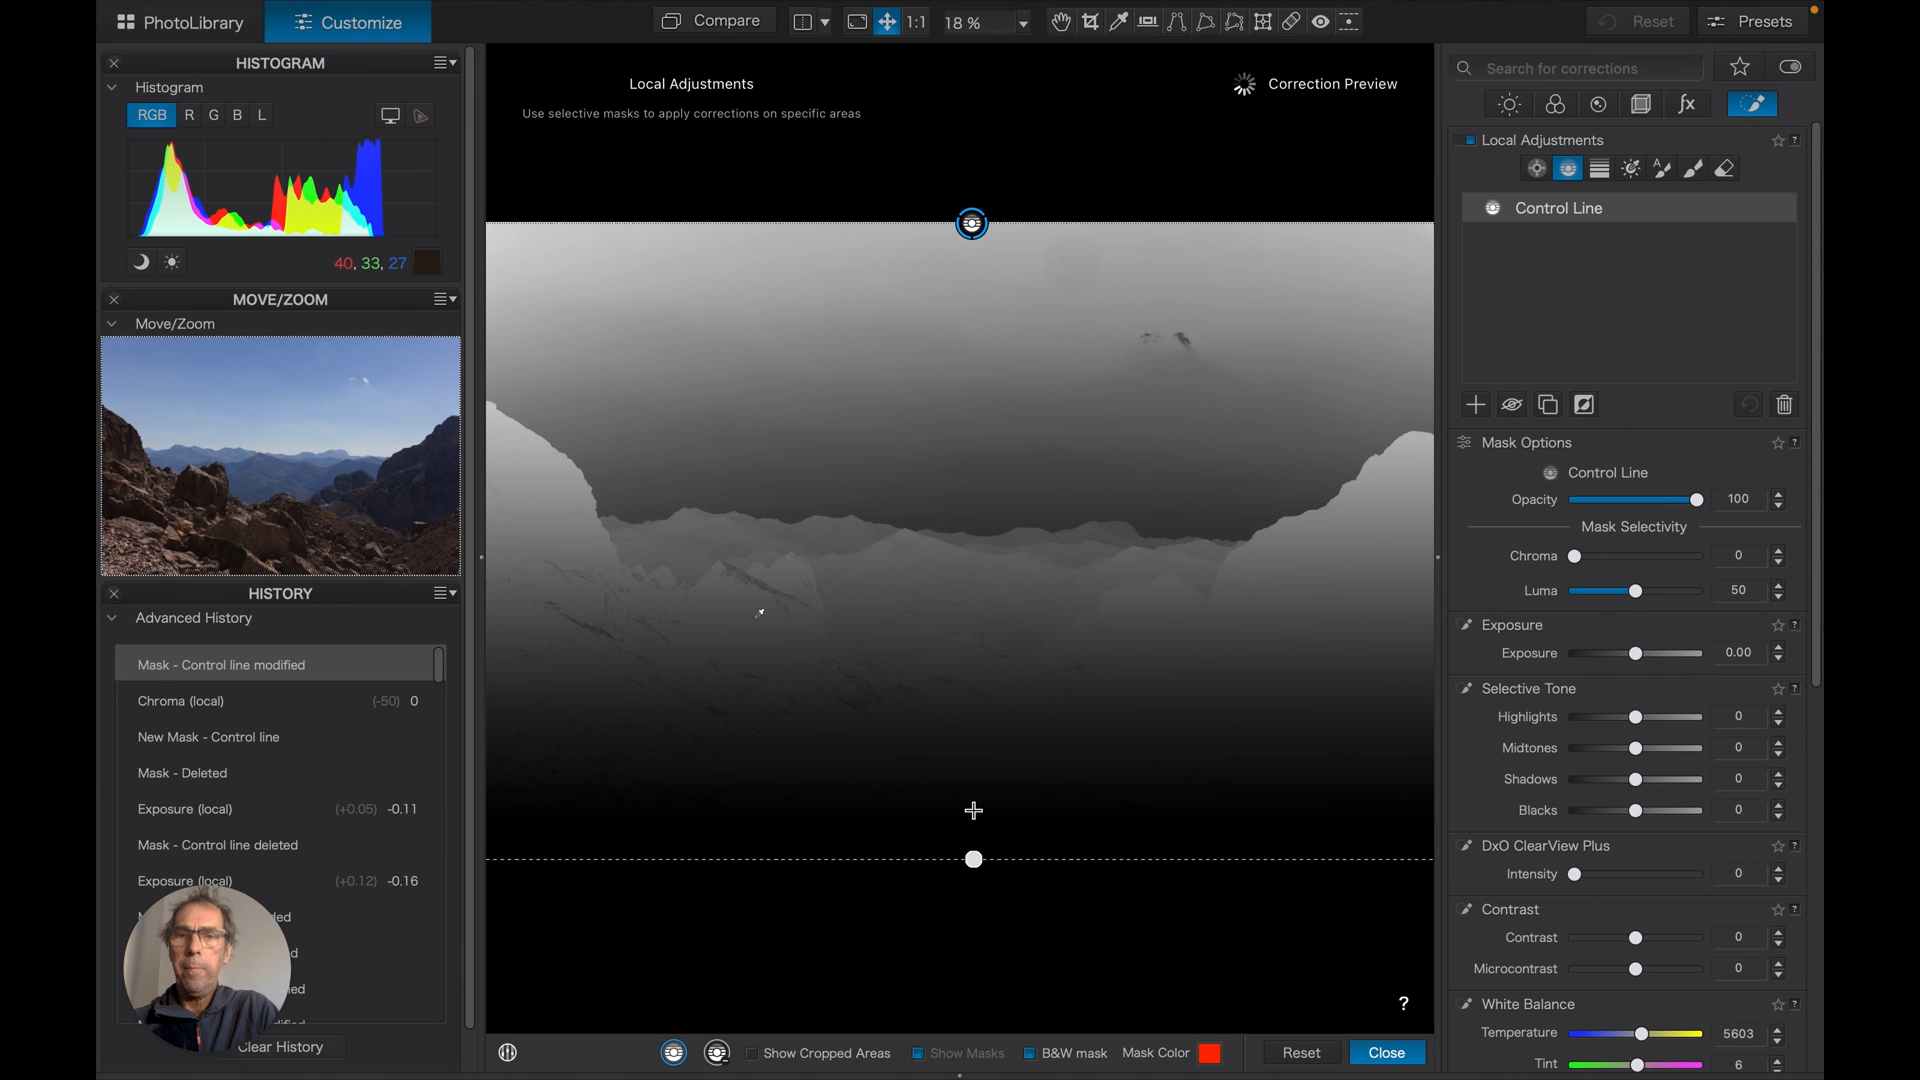 PhotoLibrary
Customize
Compare
1:1
18 %
Reset
Presets
HISTOGRAM
Histogram
RGB R G B L
40, 33, 27
MOVE/ZOOM
Move/Zoom
HISTORY
Advanced History
Mask - Control line modified
Chroma (local) (-50) 0
New Mask - Control line
Mask - Deleted
Exposure (local) (+0.05) -0.11
Mask - Control line deleted
Exposure (local) (+0.12) -0.16
Clear History
Local Adjustments
Use selective masks to apply corrections on specific areas
Correction Preview
?
Show Cropped Areas
Show Masks
B&W mask
Mask Color
Reset
Close
Search for corrections
fx
Local Adjustments ?
Control Line
Mask Options ?
Control Line
Opacity 100
Mask Selectivity
Chroma 0
Luma 50
Exposure ?
Exposure 0.00
Selective Tone ?
Highlights 0
Midtones 0
Shadows 0
Blacks 0
DxO ClearView Plus ?
Intensity 0
Contrast ?
Contrast 0
Microcontrast 0
White Balance ?
Temperature 5603
Tint 6